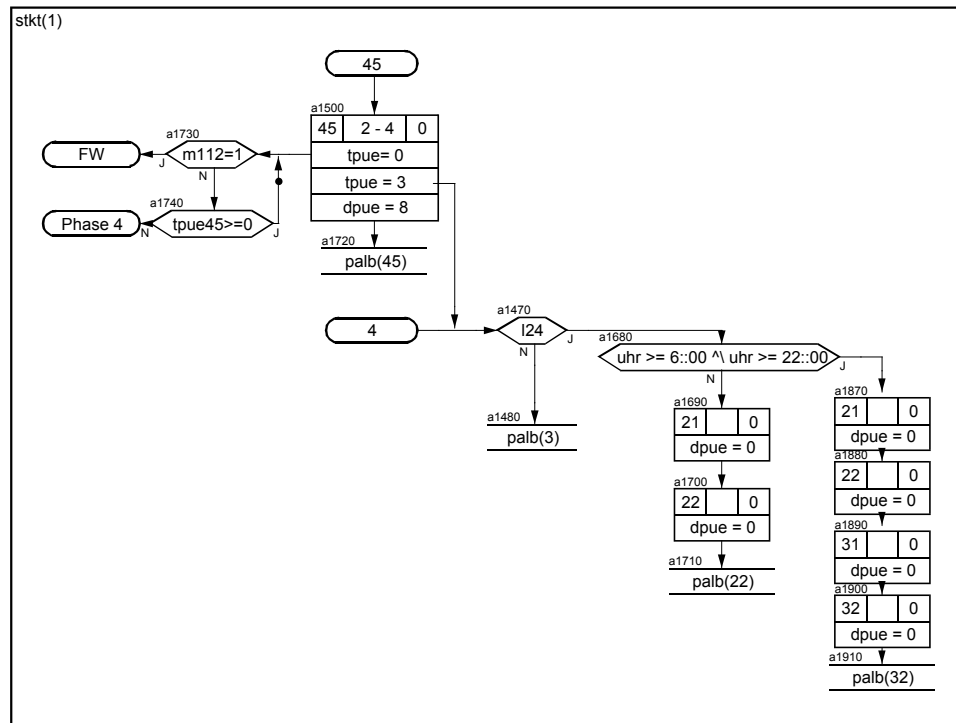 stkt(1)
45
a1500
45 2 - 4 0
tpue= 0
tpue = 3
dpue = 8
a1730
FW
m112=1
J
N
a1740
Phase 4
tpue45>=0
N
J
a1720
palb(45)
4
a1470
l24
N
J
a1480
palb(3)
a1680
uhr >= 6::00 ^\ uhr >= 22::00
J
N
a1690
21 0
dpue = 0
a1700
22 0
dpue = 0
a1710
palb(22)
a1870
21 0
dpue = 0
a1880
22 0
dpue = 0
a1890
31 0
dpue = 0
a1900
32 0
dpue = 0
a1910
palb(32)